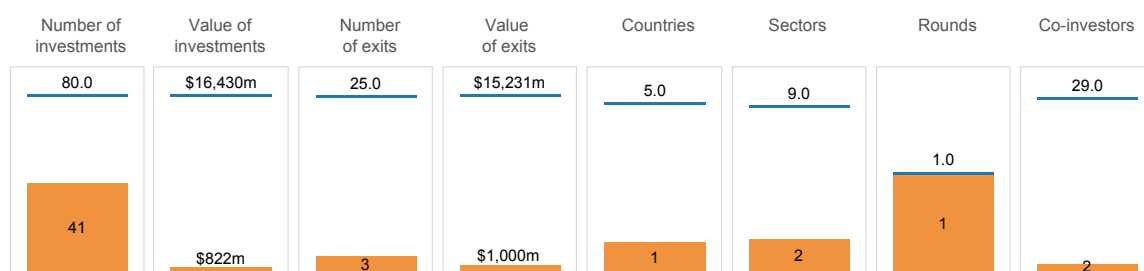 Number of investments
Value of investments
Number of exits
Value of exits
Countries
Sectors
Rounds
Co-investors
80.0
$16,430m
25.0
$15,231m
5.0
9.0
29.0
1.0
41
$822m
3
$1,000m
1
2
1
2